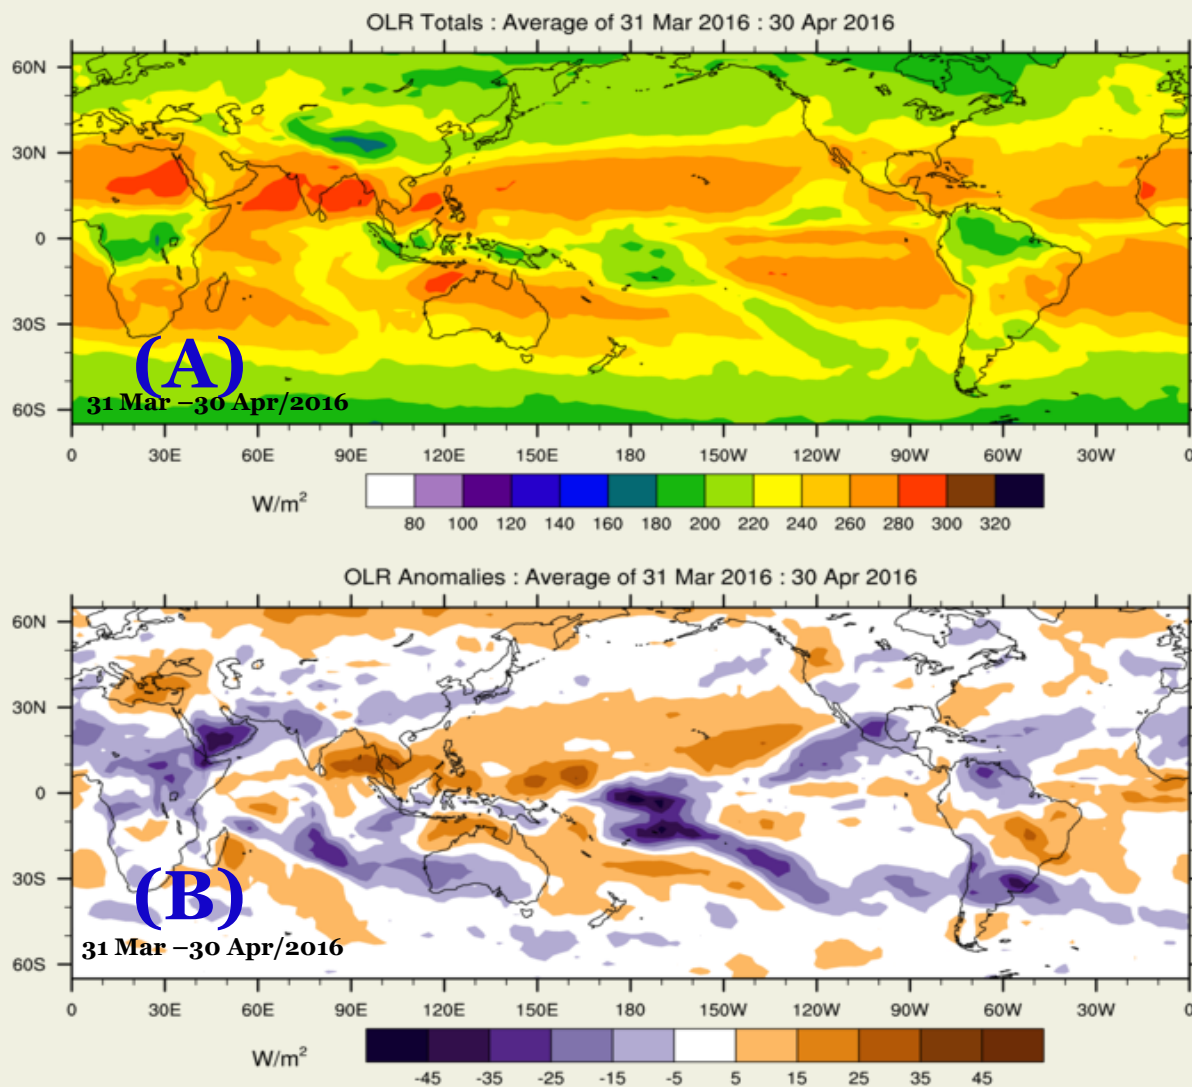 OLR Totals : Average of 31 Mar 2016 : 30 Apr 2016
60N
30N
0
30S
60S
(A)
31 Mar –30 Apr/2016
0 30E 60E 90E 120E 150E 180 150W 120W 90W 60W 30W 0
W/m²
80 100 120 140 160 180 200 220 240 260 280 300 320
OLR Anomalies : Average of 31 Mar 2016 : 30 Apr 2016
60N
30N
0
30S
60S
(B)
31 Mar –30 Apr/2016
0 30E 60E 90E 120E 150E 180 150W 120W 90W 60W 30W 0
W/m²
-45 -35 -25 -15 -5 5 15 25 35 45